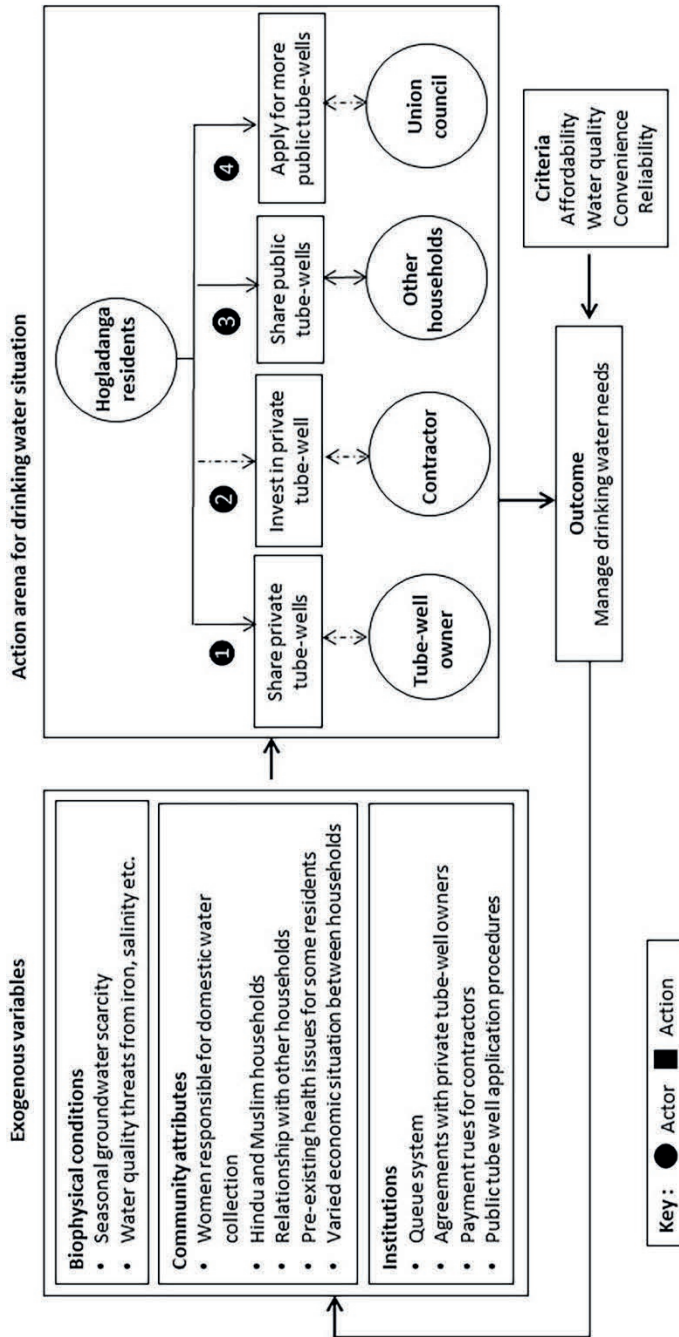 Exogenous variables
Biophysical conditions
• Seasonal groundwater scarcity
• Water quality threats from iron, salinity etc.
Community attributes
• Women responsible for domestic water
collection
• Hindu and Muslim households
• Relationship with other households
• Pre-existing health issues for some residents
• Varied economic situation between households
Institutions
• Queue system
• Agreements with private tube-well owners
• Payment rues for contractors
• Public tube well application procedures
Action arena for drinking water situation
Hogladanga
residents
1
Share private
tube-wells
Tube-well
owner
2
Invest in private
tube-well
Contractor
3
Share public
tube-wells
Other
households
4
Apply for more
public tube-wells
Union
council
Outcome
Manage drinking water needs
Criteria
Affordability
Water quality
Convenience
Reliability
Key : Actor Action